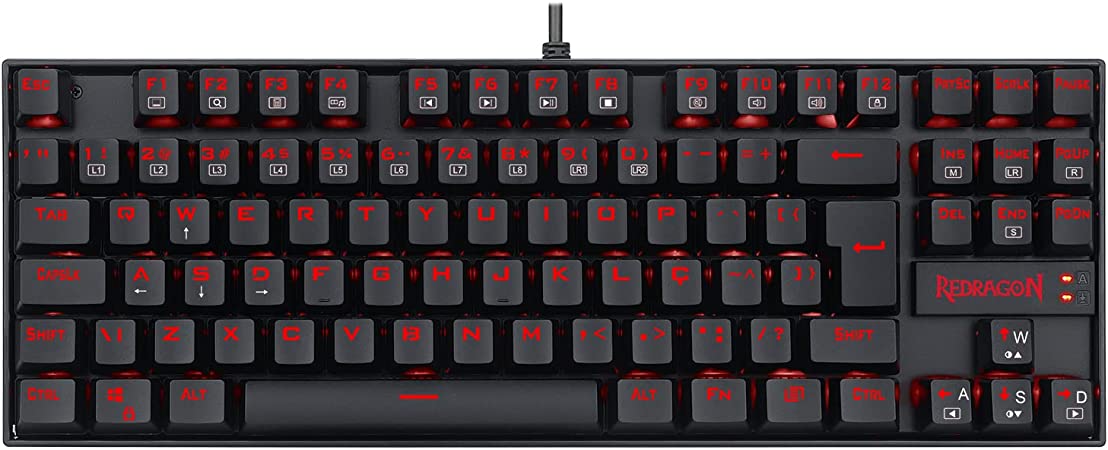 Esc F1 F2 F3 F4 F5 F6 F7 F8 F9 F10 F11 F12 PrtSc ScrLk Pause
' " 1 ! 2 @ 3 # 4 $ 5 % 6 ¨ 7 & 8 * 9 ( 0 ) - - = + Ins Home PgUp
L1 L2 L3 L4 L5 L6 L7 L8 LR1 LR2 M LR R
Tab Q W E R T Y U I O P ´ ` [ { Del End PgDn
S
CapsLk A S D F G H J K L Ç ~ ^ ] } REDRAGON A
Shift \ | Z X C V B N M , < . > ; : / ? Shift W
Ctrl Alt Alt Fn Ctrl A S D